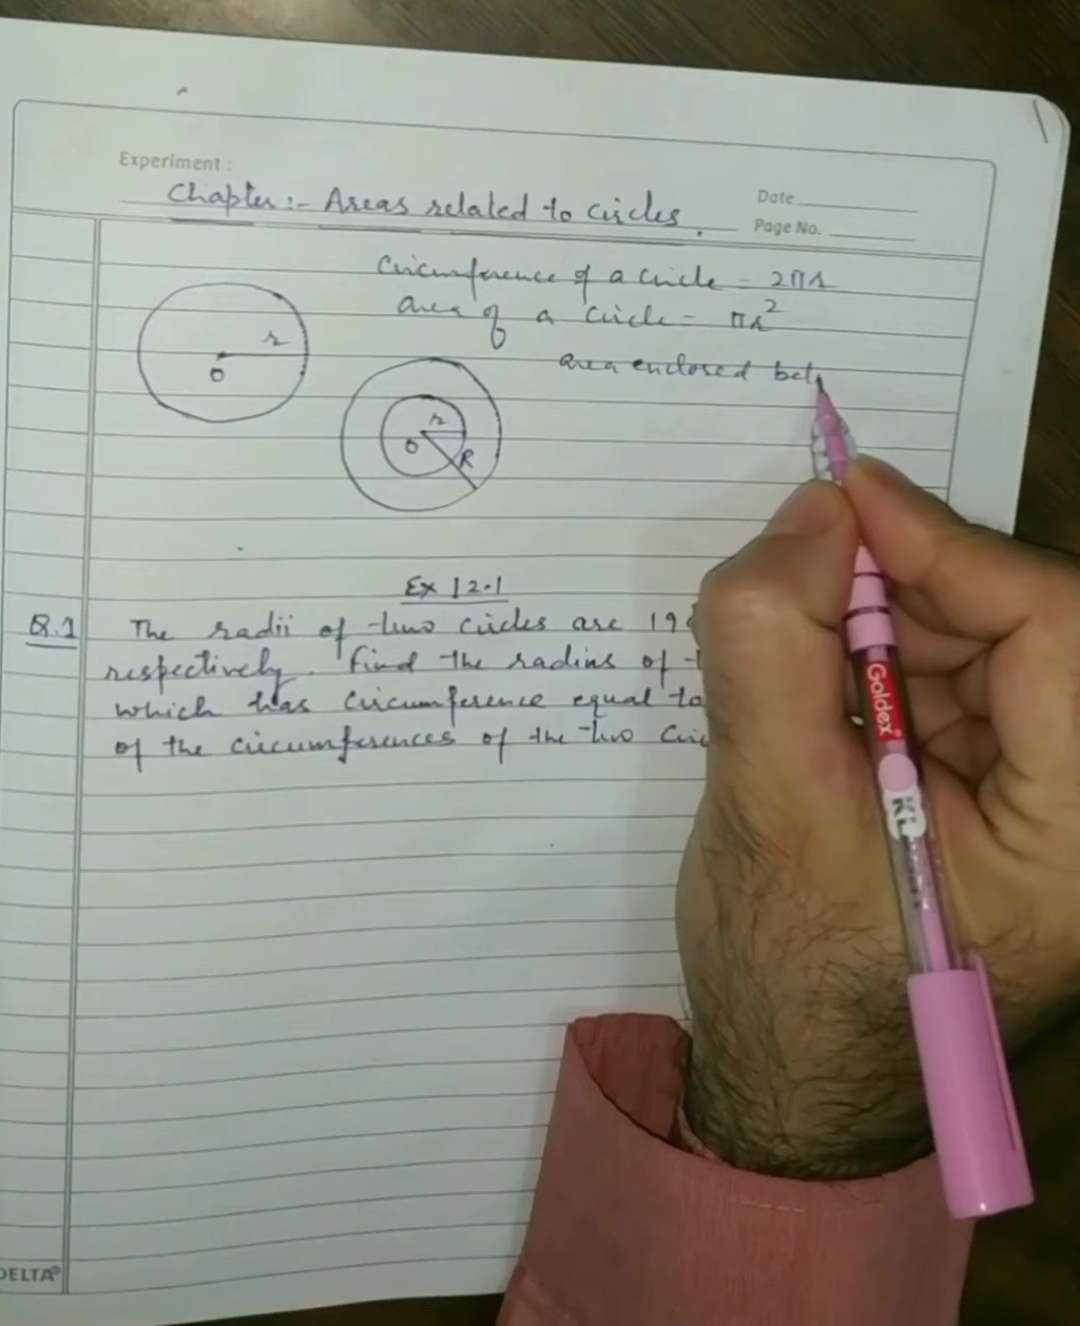 Experiment :
Chapter :- Areas related to circles.
Date
Page No.
Circumference of a circle = 2πr
area of a circle = πr²
area enclosed bet
r
O
r
O
R
Ex 12.1
Q.1 The radii of two circles are 19
respectively. Find the radius of
which has circumference equal to
of the circumferences of the two
Goldex
DELTA